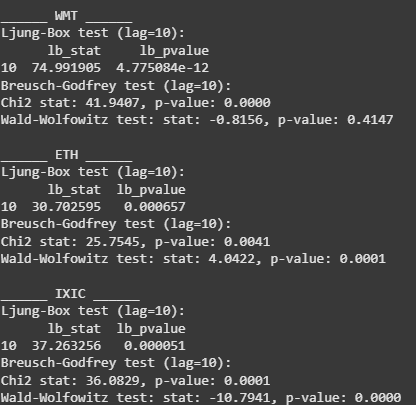 ______ WMT ______
Ljung-Box test (lag=10):
lb_stat lb_pvalue
10 74.991905 4.775084e-12
Breusch-Godfrey test (lag=10):
Chi2 stat: 41.9407, p-value: 0.0000
Wald-Wolfowitz test: stat: -0.8156, p-value: 0.4147
______ ETH ______
Ljung-Box test (lag=10):
lb_stat lb_pvalue
10 30.702595 0.000657
Breusch-Godfrey test (lag=10):
Chi2 stat: 25.7545, p-value: 0.0041
Wald-Wolfowitz test: stat: 4.0422, p-value: 0.0001
______ IXIC ______
Ljung-Box test (lag=10):
lb_stat lb_pvalue
10 37.263256 0.000051
Breusch-Godfrey test (lag=10):
Chi2 stat: 36.0829, p-value: 0.0001
Wald-Wolfowitz test: stat: -10.7941, p-value: 0.0000